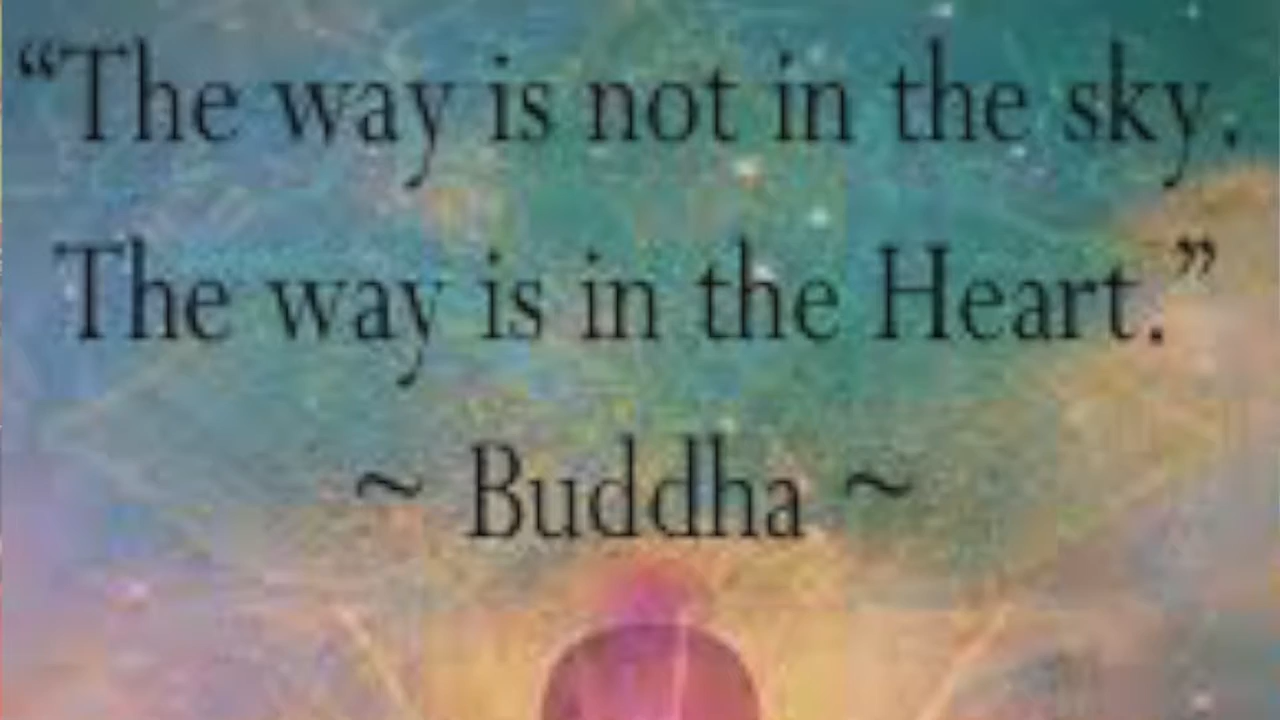 “The way is not in the sky.
The way is in the Heart.”
~ Buddha ~